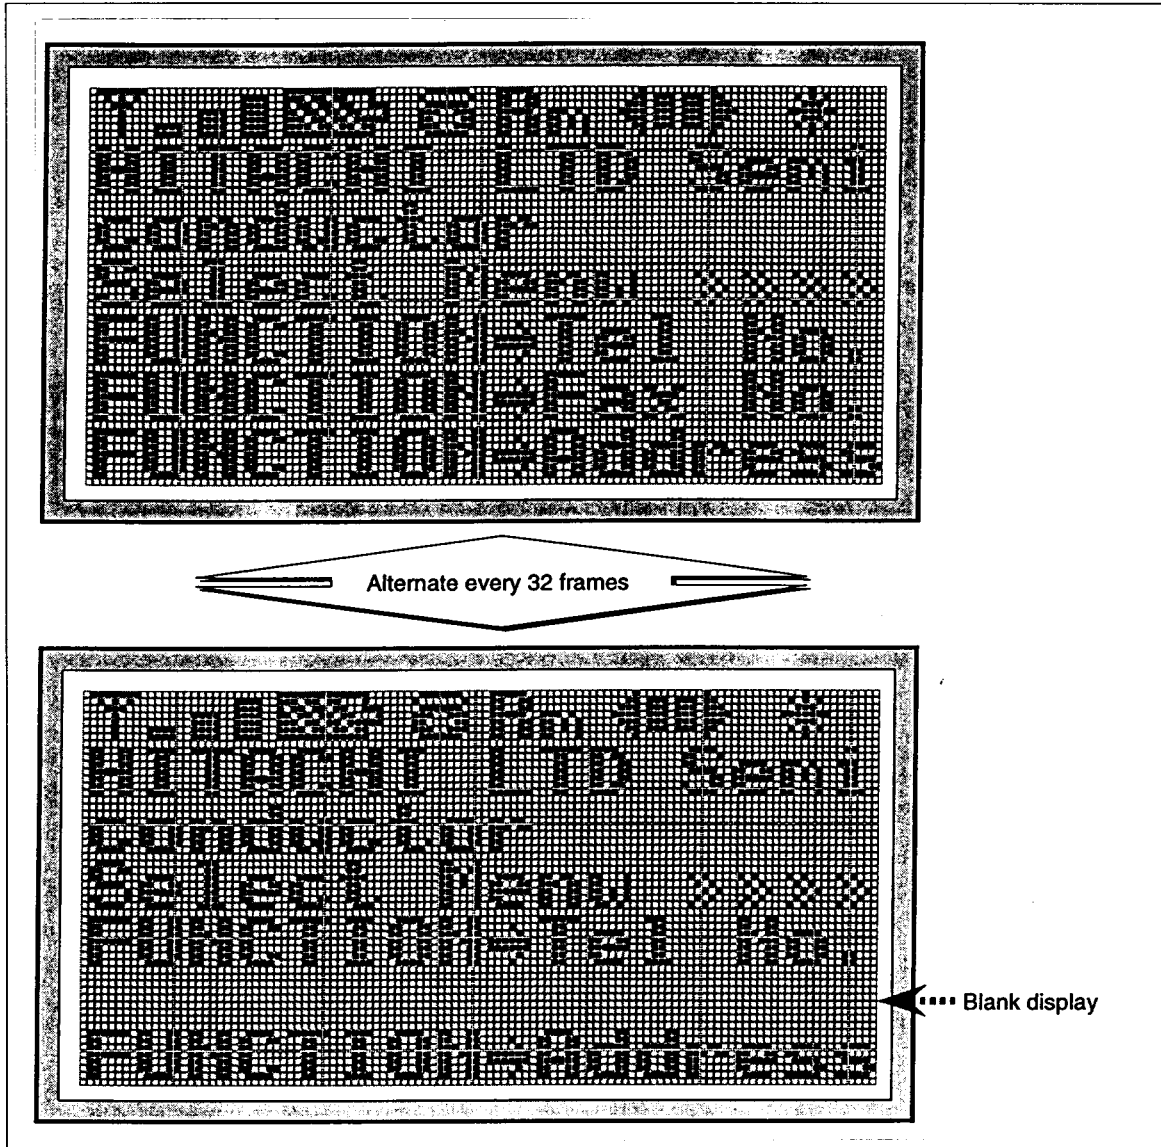 HITACHI LTD Semi
conductor
Select Menu
FUNCTION→Tel No.
FUNCTION→Fax No.
FUNCTION→Address
Alternate every 32 frames
HITACHI LTD Semi
conductor
Select Menu
FUNCTION→Tel No.
Blank display
FUNCTION→Address